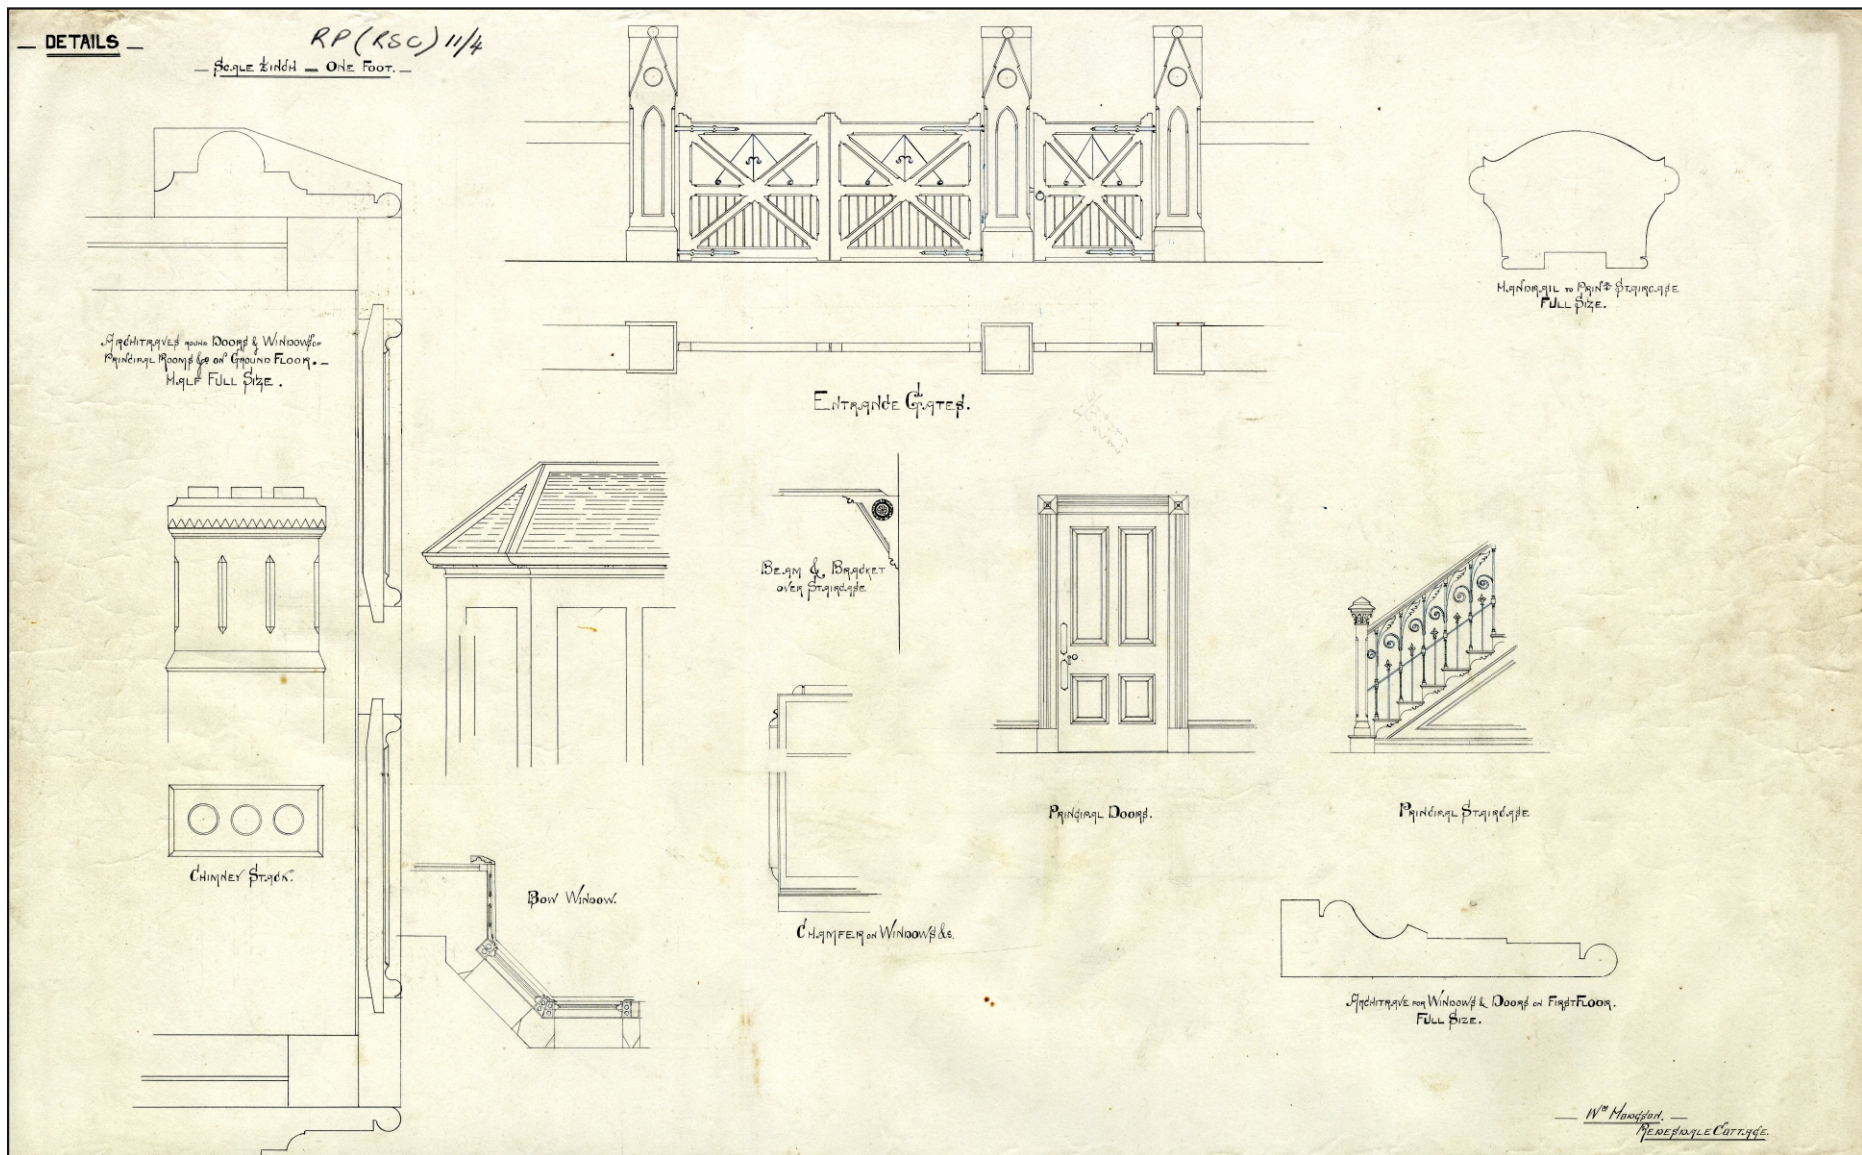 DETAILS
RP (RSC) 11/4
SCALE ½ INCH — ONE FOOT.
ARCHITRAVES ROUND DOORS & WINDOWS OF
PRINCIPAL ROOMS &c ON GROUND FLOOR.
HALF FULL SIZE.
ENTRANCE GATES.
HANDRAIL TO PRINᴸ STAIRCASE
FULL SIZE.
BEAM & BRACKET
OVER STAIRCASE
CHIMNEY STACK.
BOW WINDOW.
CHAMFER ON WINDOWS &c.
PRINCIPAL DOORS.
PRINCIPAL STAIRCASE
ARCHITRAVE FOR WINDOWS & DOORS ON FIRST FLOOR.
FULL SIZE.
Wᵐ HODGSON.
REDESDALE COTTAGE.